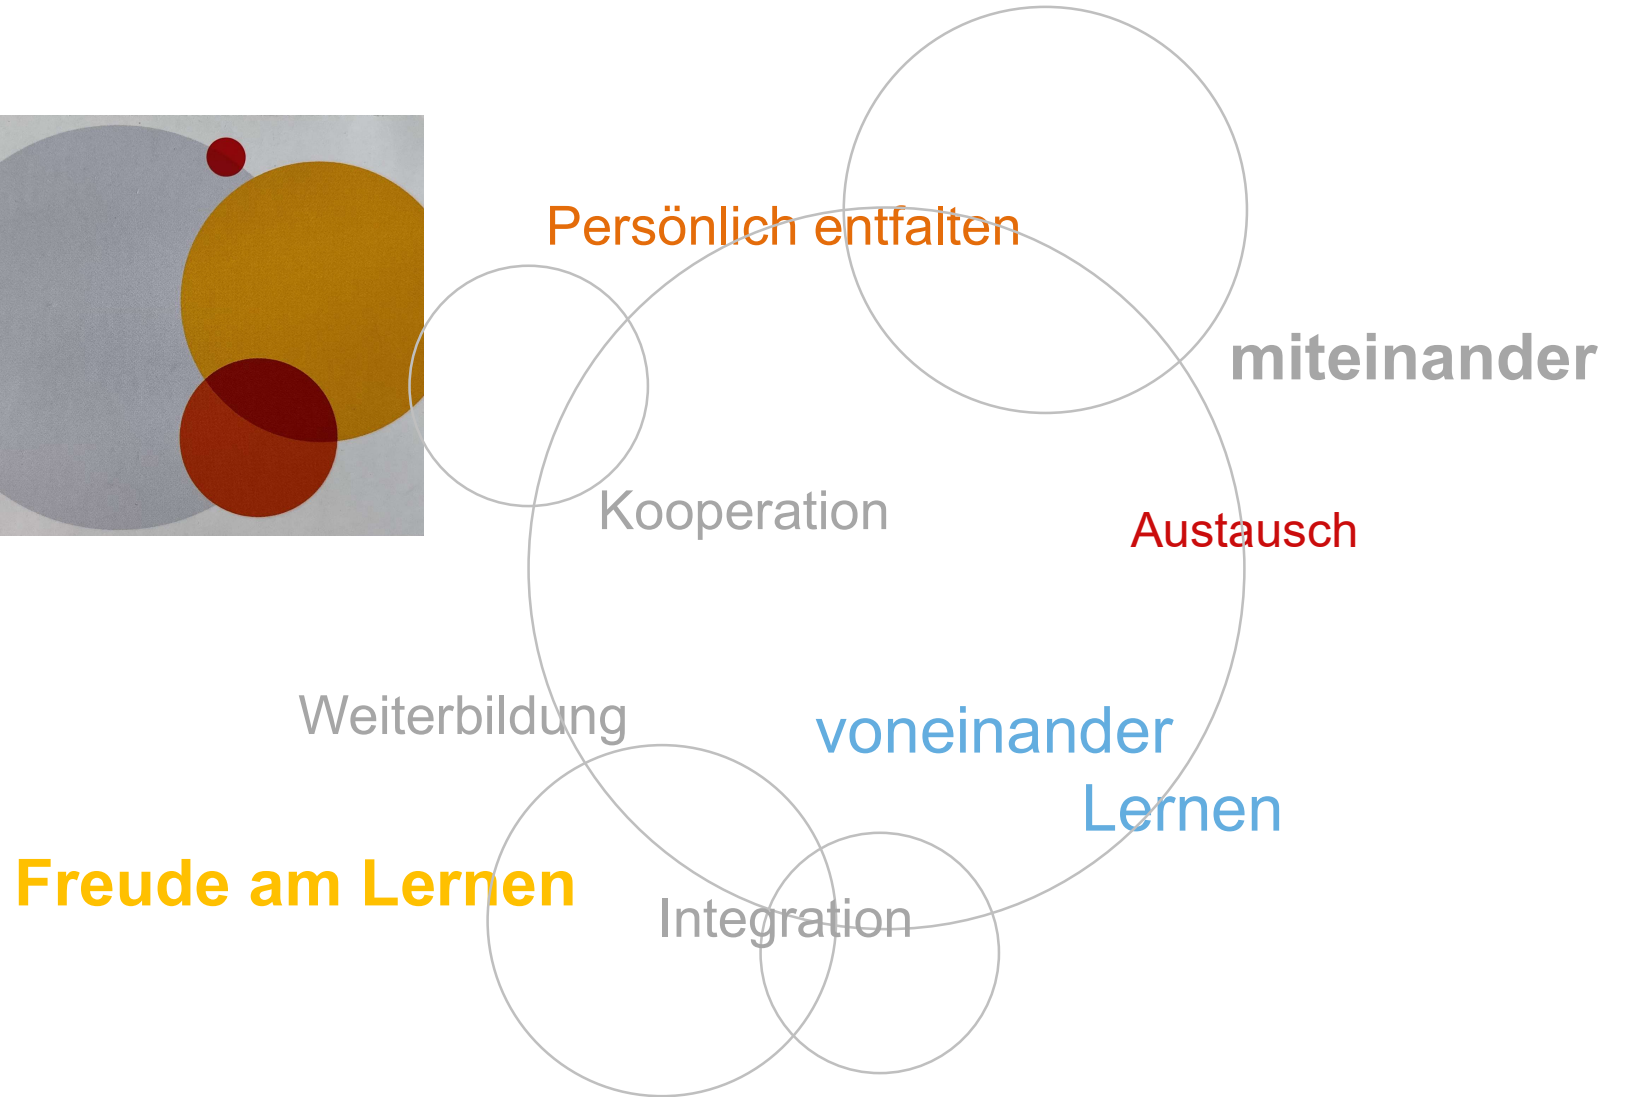 Persönlich entfalten
miteinander
Kooperation
Austausch
Weiterbildung
voneinander
Lernen
Freude am Lernen
Integration